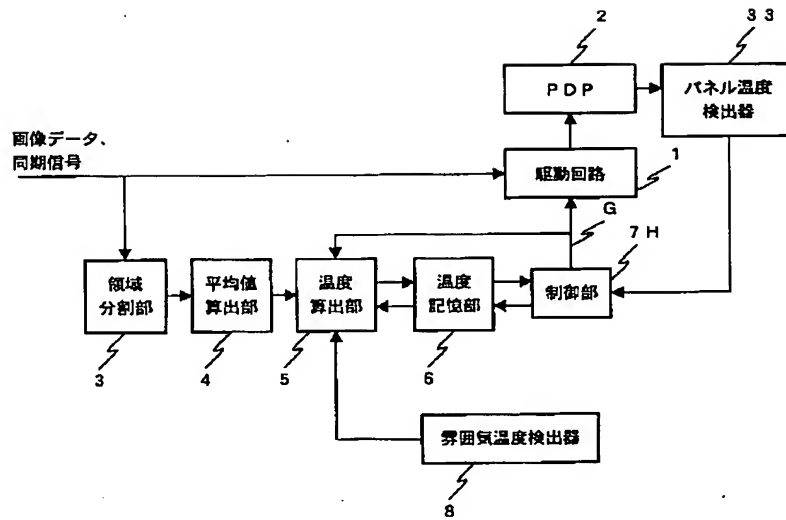 2
33
PDP
パネル温度
検出器
画像データ、
同期信号
駆動回路
1
G
7H
領域
分割部
平均値
算出部
温度
算出部
温度
記憶部
制御部
3
4
5
6
雰囲気温度検出器
8